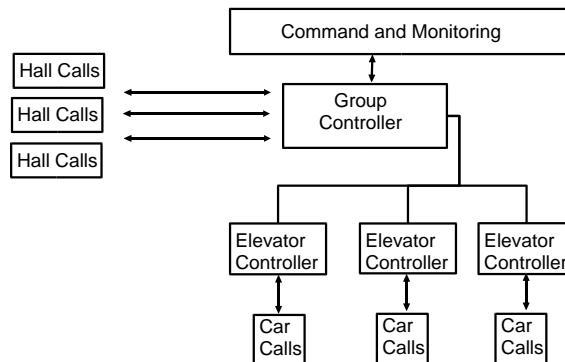 Command and Monitoring
Hall Calls
Hall Calls
Hall Calls
Group
Controller
Elevator
Controller
Elevator
Controller
Elevator
Controller
Car
Calls
Car
Calls
Car
Calls